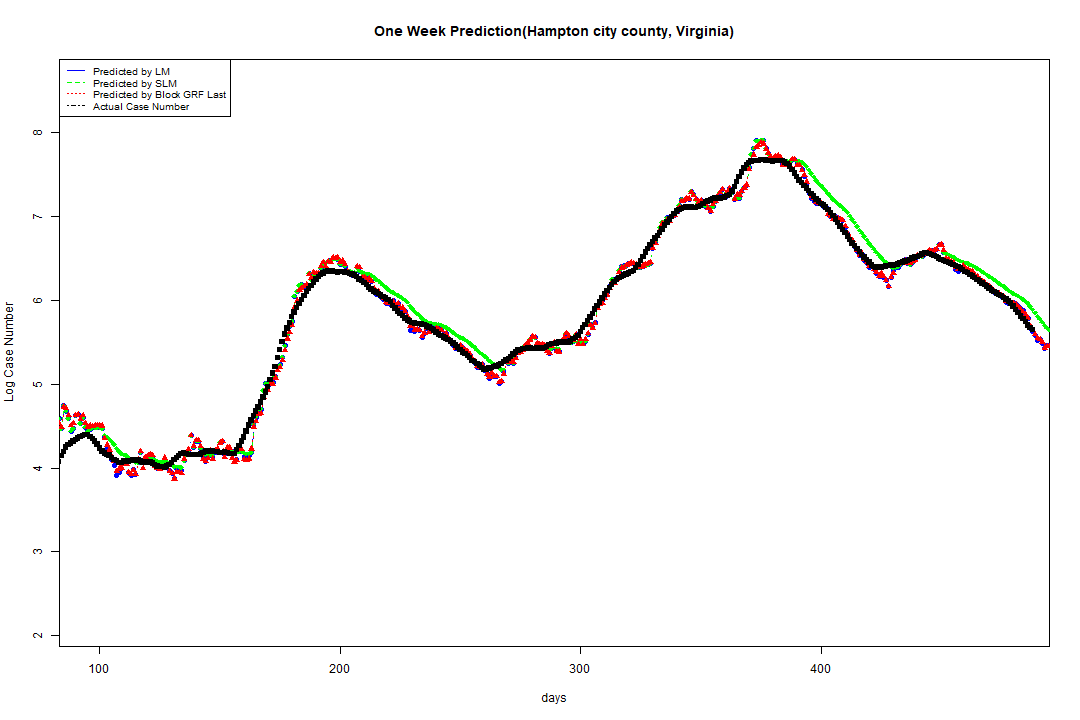 One Week Prediction(Hampton city county, Virginia)
Predicted by LM
Predicted by SLM
Predicted by Block GRF Last
Actual Case Number
8
7
6
5
4
3
2
Log Case Number
100 200 300 400
days